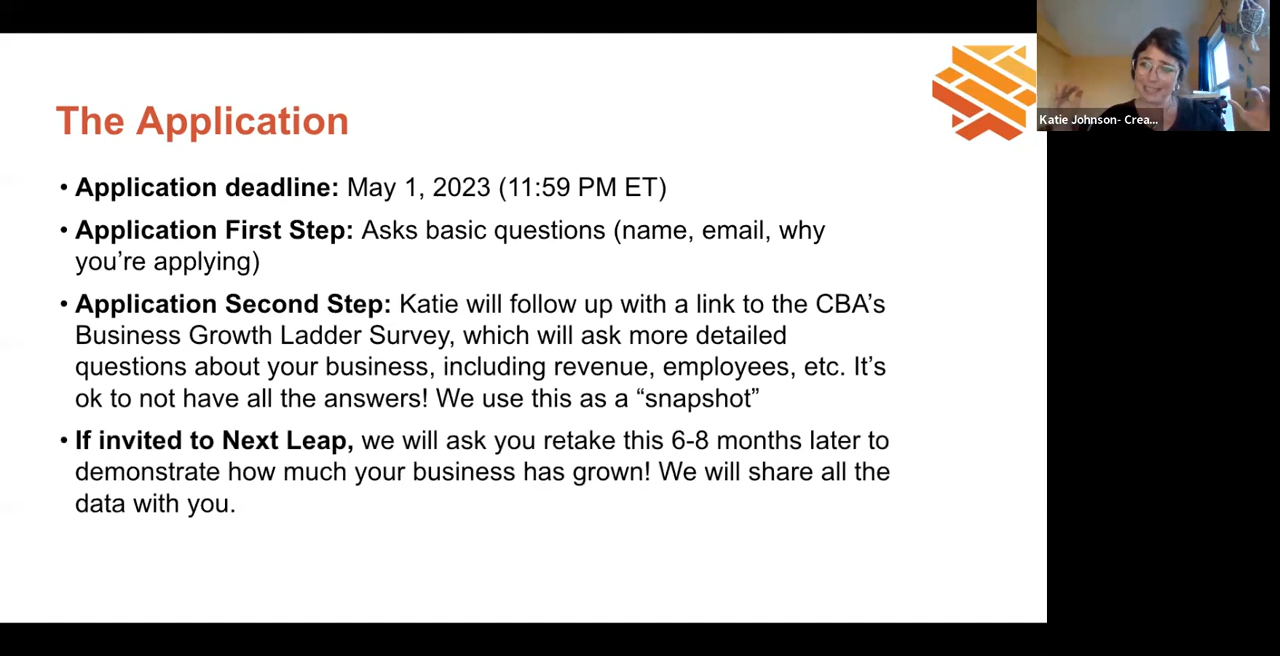 The Application
• Application deadline: May 1, 2023 (11:59 PM ET)
• Application First Step: Asks basic questions (name, email, why
you’re applying)
• Application Second Step: Katie will follow up with a link to the CBA’s
Business Growth Ladder Survey, which will ask more detailed
questions about your business, including revenue, employees, etc. It’s
ok to not have all the answers! We use this as a “snapshot”
• If invited to Next Leap, we will ask you retake this 6-8 months later to
demonstrate how much your business has grown! We will share all the
data with you.
Katie Johnson- Crea...